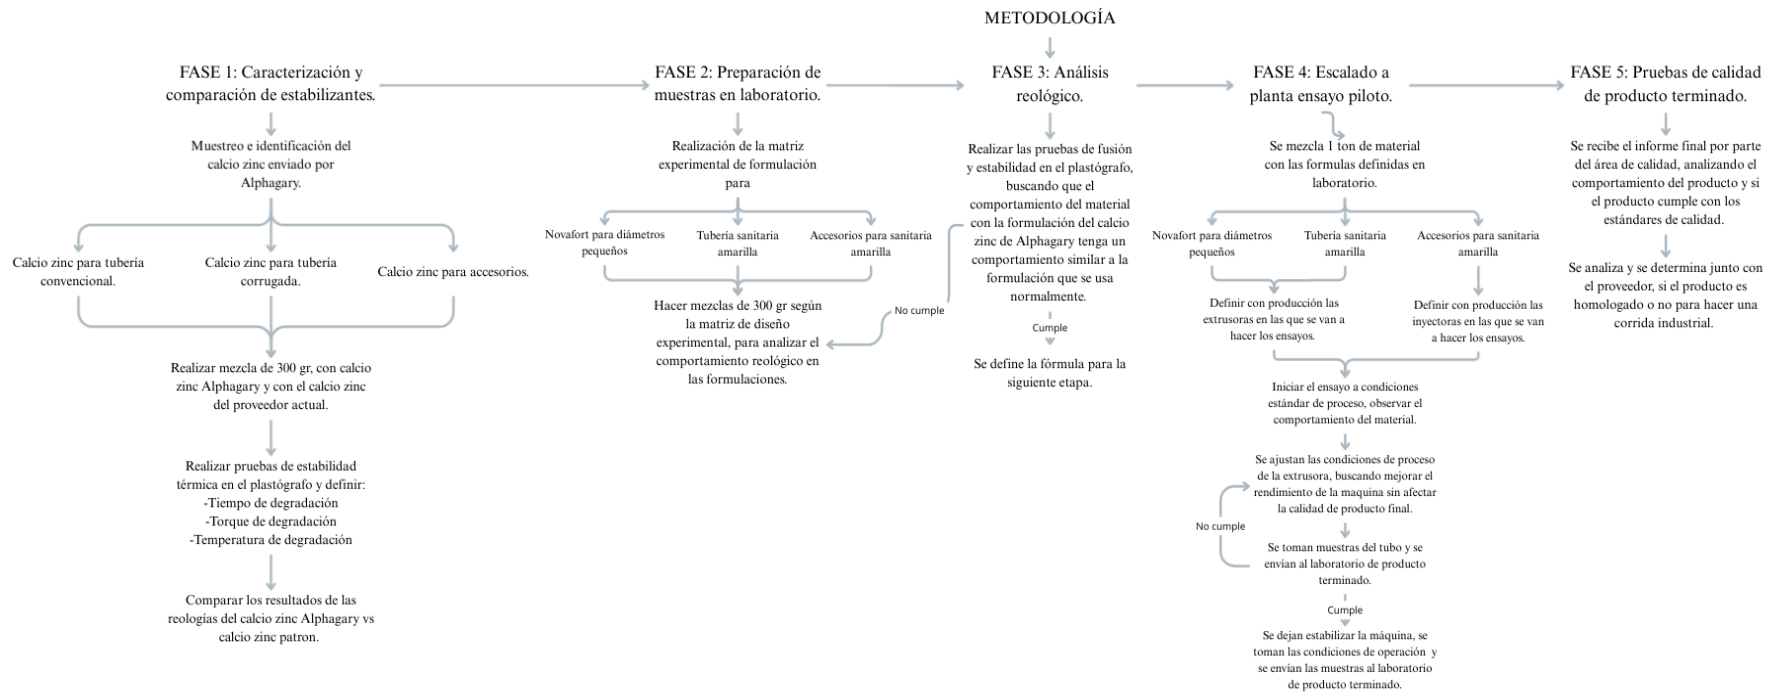 METODOLOGÍA
FASE 1: Caracterización y
comparación de estabilizantes.
Muestreo e identificación del
calcio zinc enviado por
Alphagary.
Calcio zinc para tubería
convencional.
Calcio zinc para tubería
corrugada.
Calcio zinc para accesorios.
Realizar mezcla de 300 gr, con calcio
zinc Alphagary y con el calcio zinc
del proveedor actual.
Realizar pruebas de estabilidad
térmica en el plastógrafo y definir:
-Tiempo de degradación
-Torque de degradación
-Temperatura de degradación
Comparar los resultados de las
reologías del calcio zinc Alphagary vs
calcio zinc patron.
FASE 2: Preparación de
muestras en laboratorio.
Realización de la matriz
experimental de formulación
para
Novafort para diámetros
pequeños
Tubería sanitaria
amarilla
Accesorios para sanitaria
amarilla
Hacer mezclas de 300 gr según
la matriz de diseño
experimental, para analizar el
comportamiento reológico en
las formulaciones.
No cumple
FASE 3: Análisis
reológico.
Realizar las pruebas de fusión
y estabilidad en el plastógrafo,
buscando que el
comportamiento del material
con la formulación del calcio
zinc de Alphagary tenga un
comportamiento similar a la
formulación que se usa
normalmente.
Cumple
Se define la fórmula para la
siguiente etapa.
FASE 4: Escalado a
planta ensayo piloto.
Se mezcla 1 ton de material
con las formulas definidas en
laboratorio.
Novafort para diámetros
pequeños
Tubería sanitaria
amarilla
Accesorios para sanitaria
amarilla
Definir con producción las
extrusoras en las que se van a
hacer los ensayos.
Definir con producción las
inyectoras en las que se van
a hacer los ensayos.
Iniciar el ensayo a condiciones
estándar de proceso, observar el
comportamiento del material.
Se ajustan las condiciones de proceso
de la extrusora, buscando mejorar el
rendimiento de la maquina sin afectar
la calidad de producto final.
No cumple
Se toman muestras del tubo y se
envían al laboratorio de producto
terminado.
Cumple
Se dejan estabilizar la máquina, se
toman las condiciones de operación y
se envían las muestras al laboratorio
de producto terminado.
FASE 5: Pruebas de calidad
de producto terminado.
Se recibe el informe final por parte
del área de calidad, analizando el
comportamiento del producto y si
el producto cumple con los
estándares de calidad.
Se analiza y se determina junto con
el proveedor, si el producto es
homologado o no para hacer una
corrida industrial.